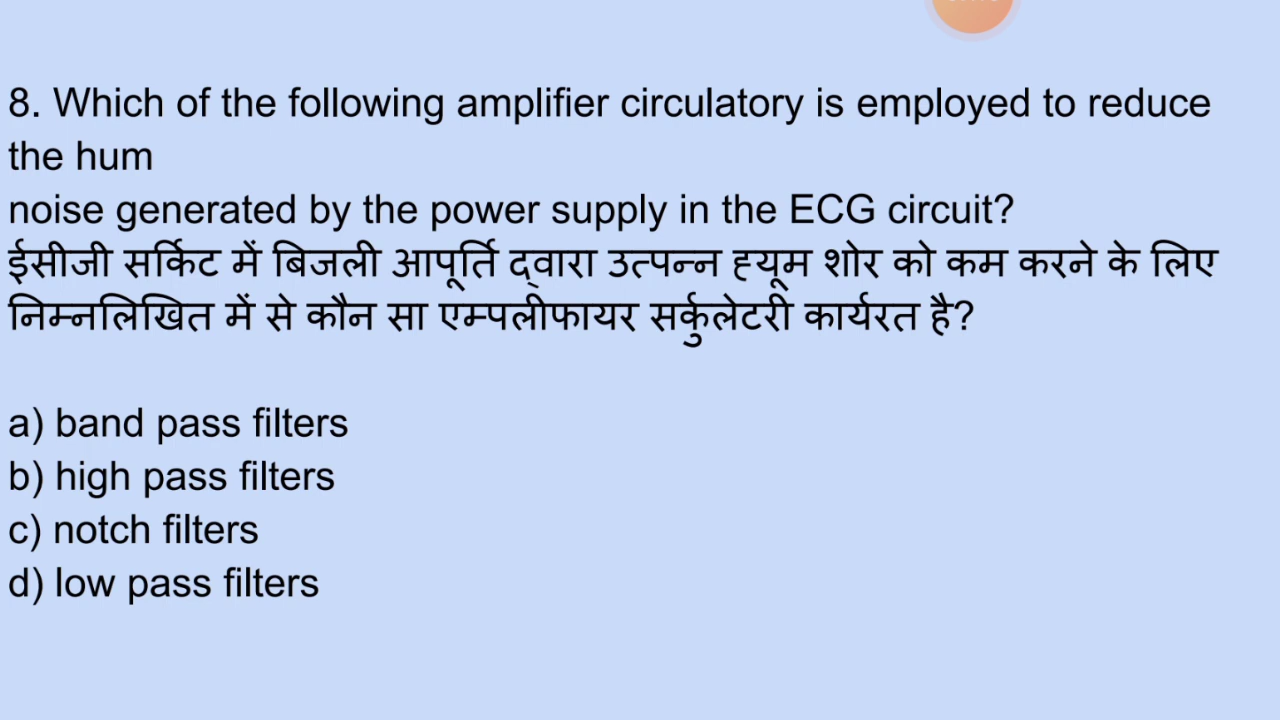 8. Which of the following amplifier circulatory is employed to reduce
the hum
noise generated by the power supply in the ECG circuit?
ईसीजी सर्किट में बिजली आपूर्ति द्वारा उत्पन्न ह्यूम शोर को कम करने के लिए
निम्नलिखित में से कौन सा एम्पलीफायर सर्कुलेटरी कार्यरत है?
a) band pass filters
b) high pass filters
c) notch filters
d) low pass filters